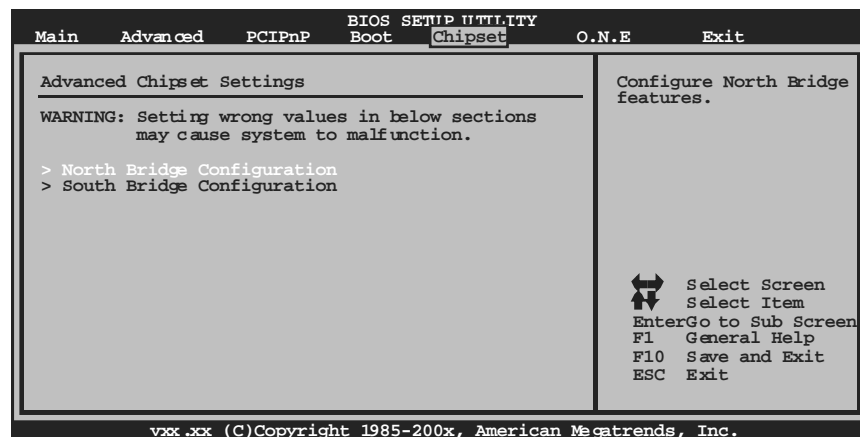 BIOS SETUP UTILITY
Main Advanced PCIPnP Boot Chipset O.N.E Exit
Advanced Chipset Settings
WARNING: Setting wrong values in below sections
may cause system to malfunction.
> North Bridge Configuration
> South Bridge Configuration
Configure North Bridge
features.
Select Screen
Select Item
EnterGo to Sub Screen
F1 General Help
F10 Save and Exit
ESC Exit
vxx.xx (C)Copyright 1985-200x, American Megatrends, Inc.